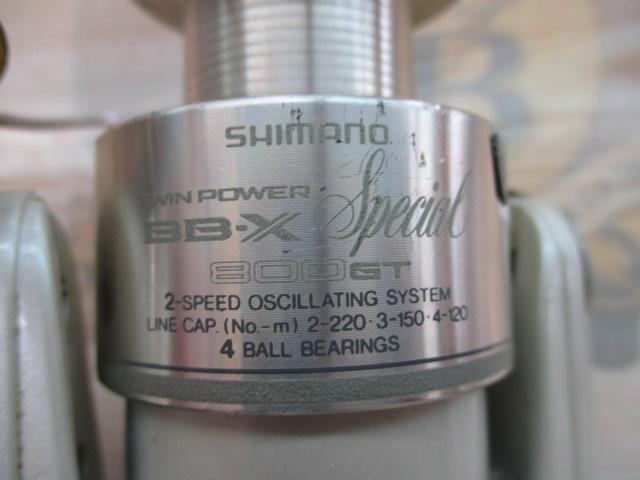 SHIMANO
TWIN POWER
BB-X Special
800GT
2-SPEED OSCILLATING SYSTEM
LINE CAP. (No.-m) 2-220·3-150·4-120
4 BALL BEARINGS